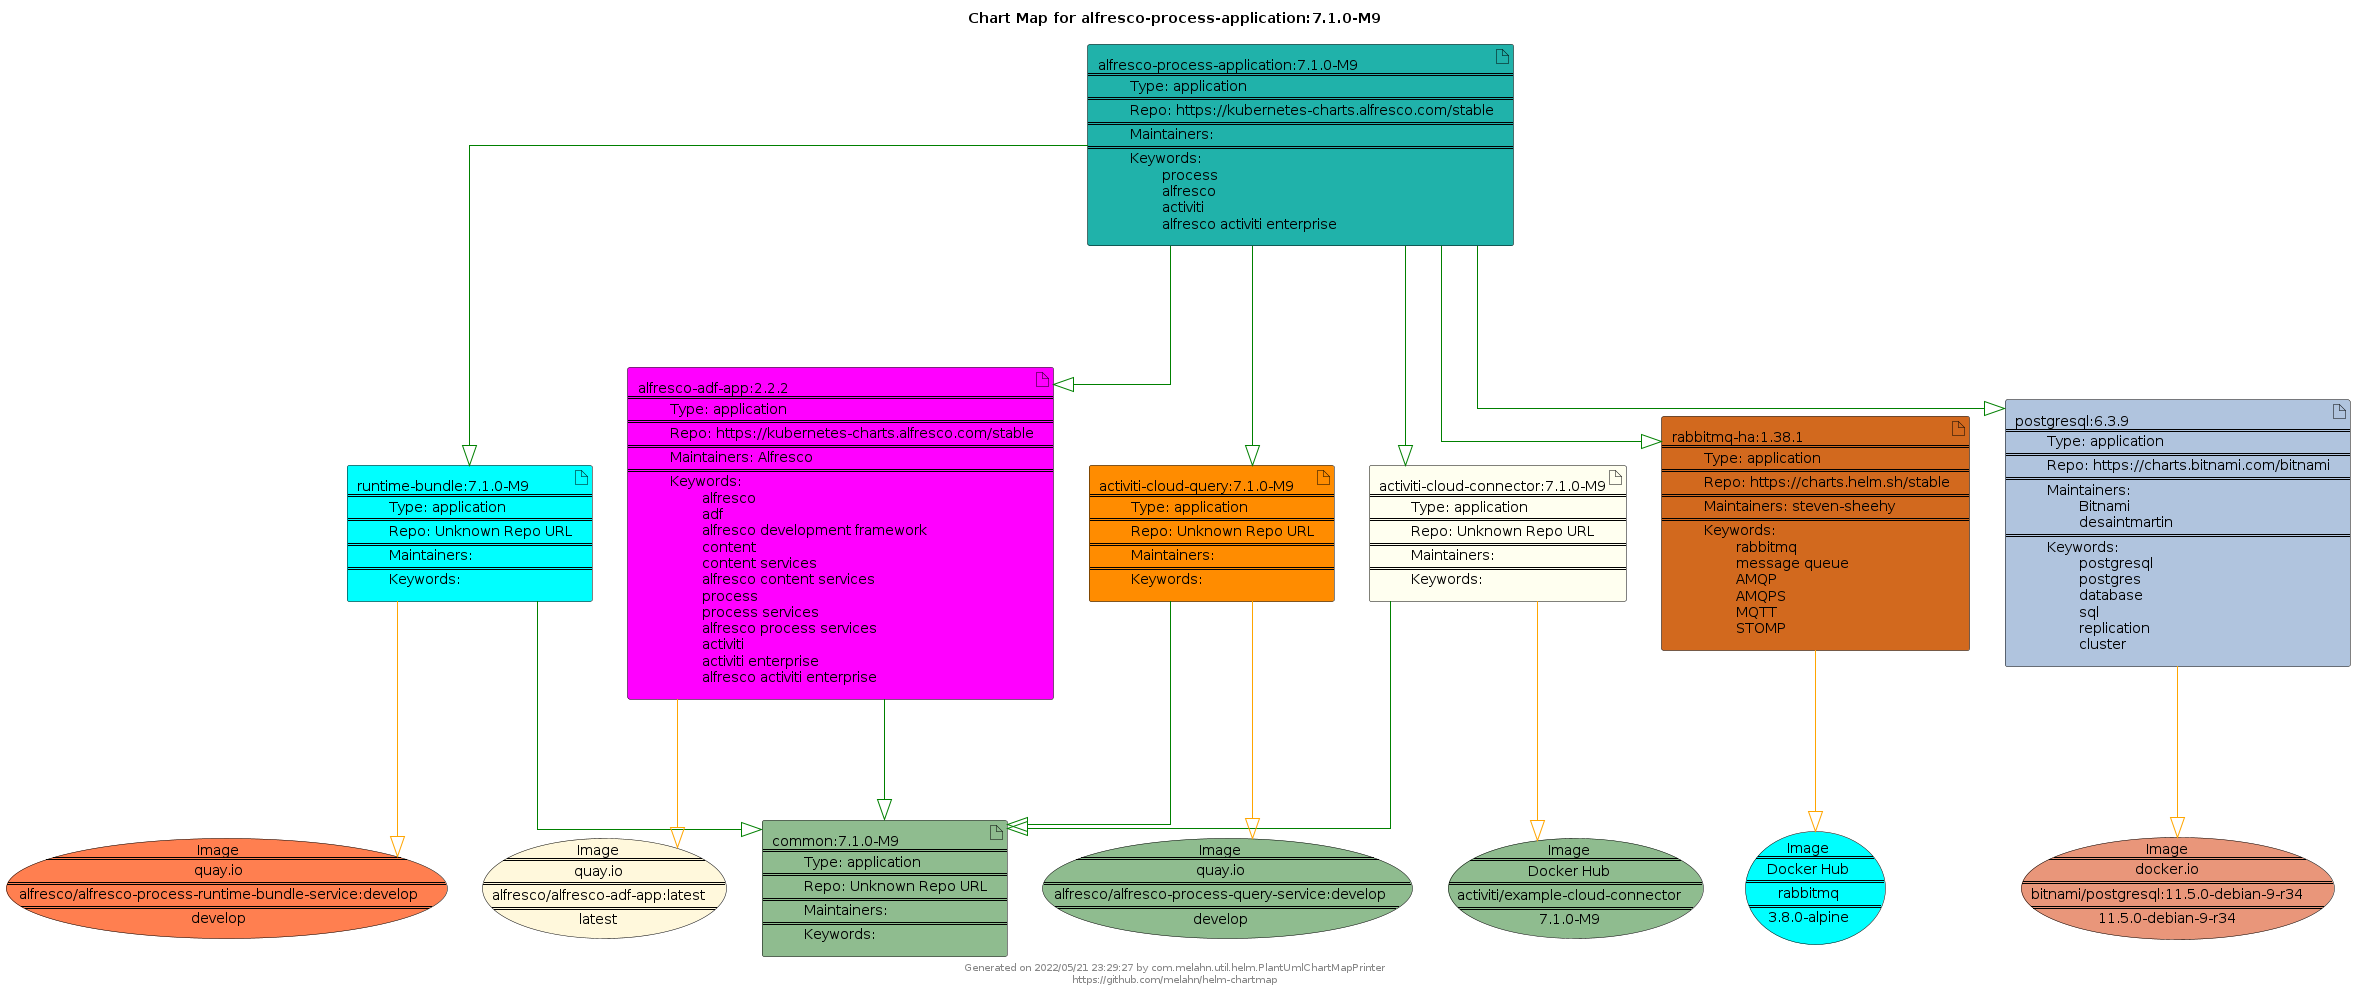 Chart Map for alfresco-process-application:7.1.0-M9
alfresco-process-application:7.1.0-M9
Type: application
Repo: https://kubernetes-charts.alfresco.com/stable
Maintainers:
Keywords:
process
alfresco
activiti
alfresco activiti enterprise
runtime-bundle:7.1.0-M9
Type: application
Repo: Unknown Repo URL
Maintainers:
Keywords:
alfresco-adf-app:2.2.2
Type: application
Repo: https://kubernetes-charts.alfresco.com/stable
Maintainers: Alfresco
Keywords:
alfresco
adf
alfresco development framework
content
content services
alfresco content services
process
process services
alfresco process services
activiti
activiti enterprise
alfresco activiti enterprise
activiti-cloud-query:7.1.0-M9
Type: application
Repo: Unknown Repo URL
Maintainers:
Keywords:
activiti-cloud-connector:7.1.0-M9
Type: application
Repo: Unknown Repo URL
Maintainers:
Keywords:
rabbitmq-ha:1.38.1
Type: application
Repo: https://charts.helm.sh/stable
Maintainers: steven-sheehy
Keywords:
rabbitmq
message queue
AMQP
AMQPS
MQTT
STOMP
postgresql:6.3.9
Type: application
Repo: https://charts.bitnami.com/bitnami
Maintainers:
Bitnami
desaintmartin
Keywords:
postgresql
postgres
database
sql
replication
cluster
Image
quay.io
alfresco/alfresco-process-runtime-bundle-service:develop
develop
Image
quay.io
alfresco/alfresco-adf-app:latest
latest
common:7.1.0-M9
Type: application
Repo: Unknown Repo URL
Maintainers:
Keywords:
Image
quay.io
alfresco/alfresco-process-query-service:develop
develop
Image
Docker Hub
activiti/example-cloud-connector
7.1.0-M9
Image
Docker Hub
rabbitmq
3.8.0-alpine
Image
docker.io
bitnami/postgresql:11.5.0-debian-9-r34
11.5.0-debian-9-r34
Generated on 2022/05/21 23:29:27 by com.melahn.util.helm.PlantUmlChartMapPrinter
https://github.com/melahn/helm-chartmap